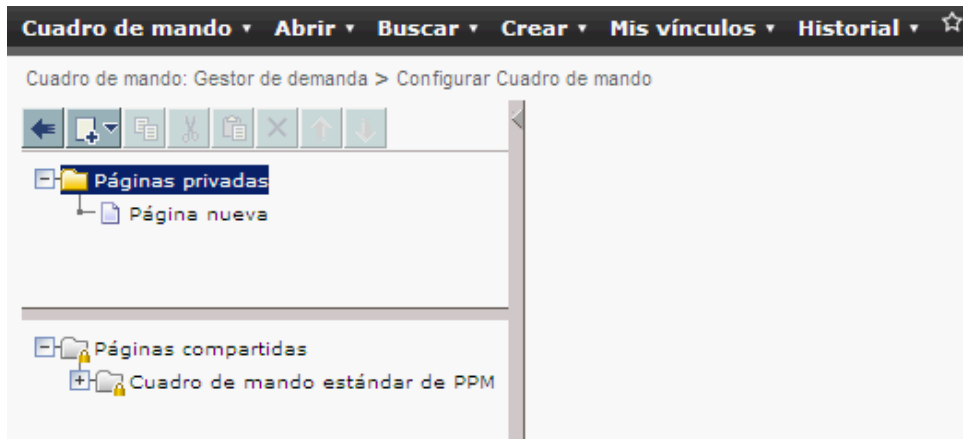 Cuadro de mando Abrir Buscar Crear Mis vínculos Historial
Cuadro de mando: Gestor de demanda > Configurar Cuadro de mando
Páginas privadas
Página nueva
Páginas compartidas
Cuadro de mando estándar de PPM